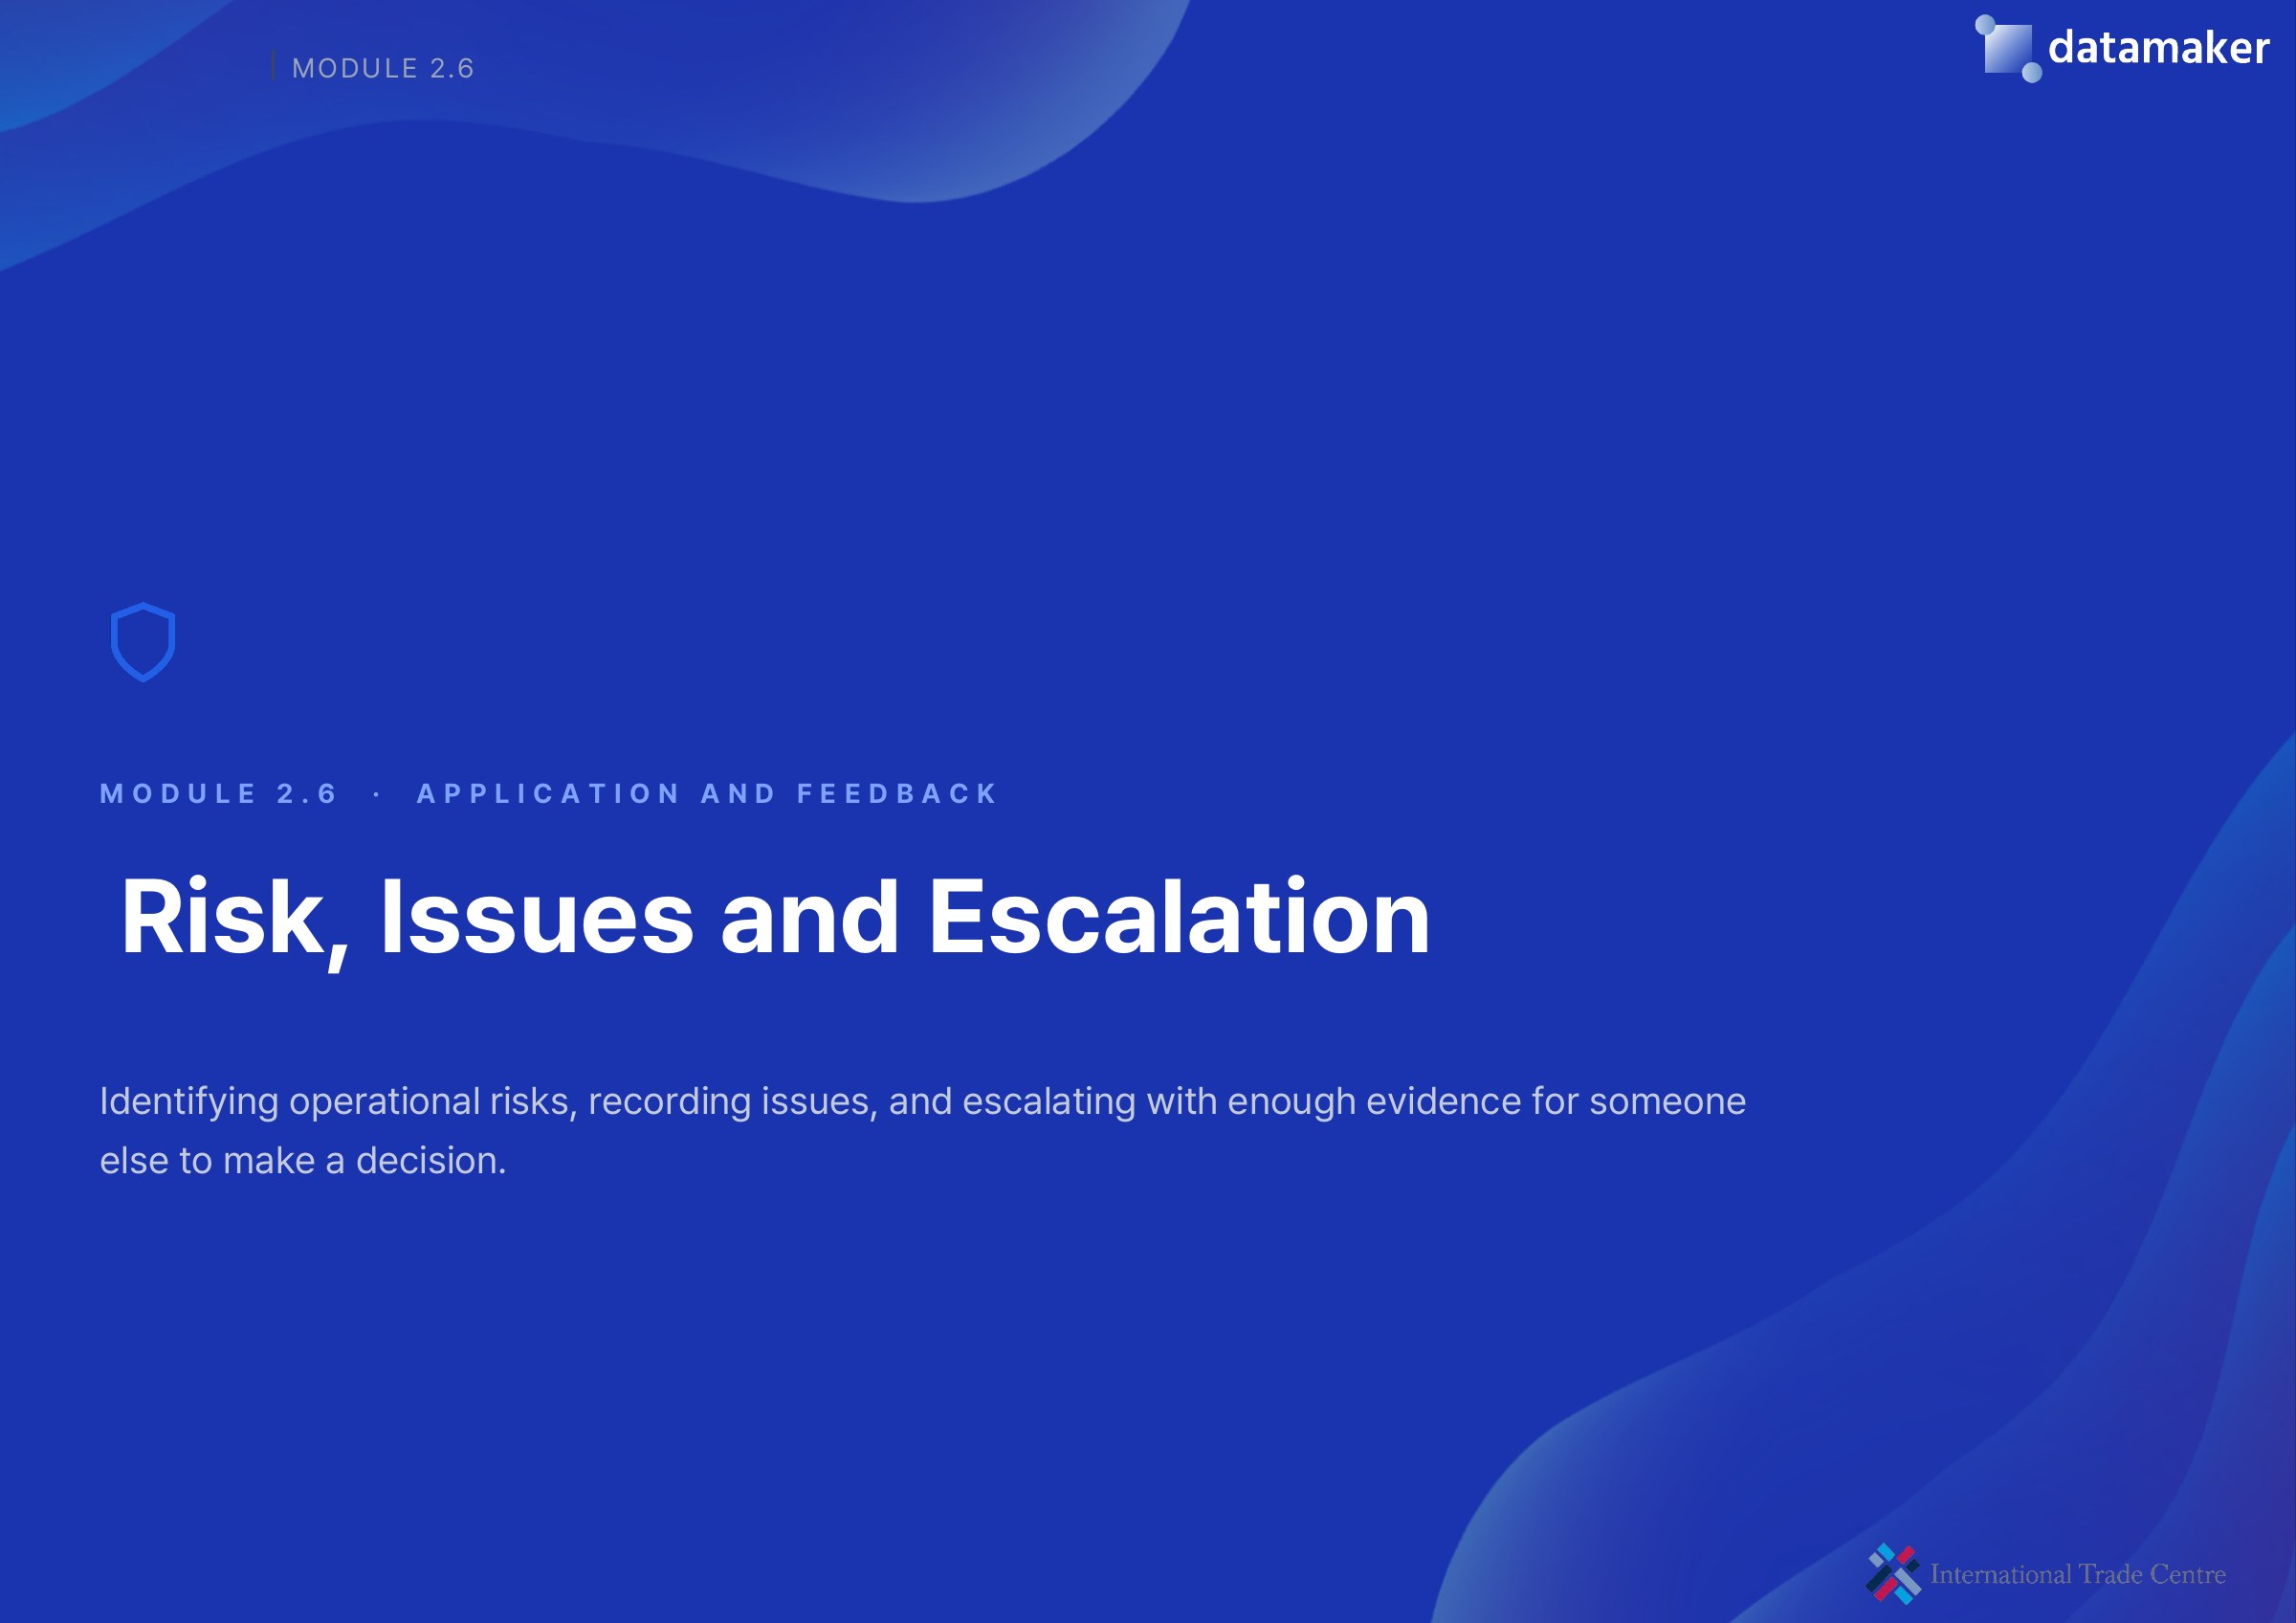 MODULE 2.6
datamaker
MODULE 2.6 · APPLICATION AND FEEDBACK
Risk, Issues and Escalation
Identifying operational risks, recording issues, and escalating with enough evidence for someone
else to make a decision.
International Trade Centre